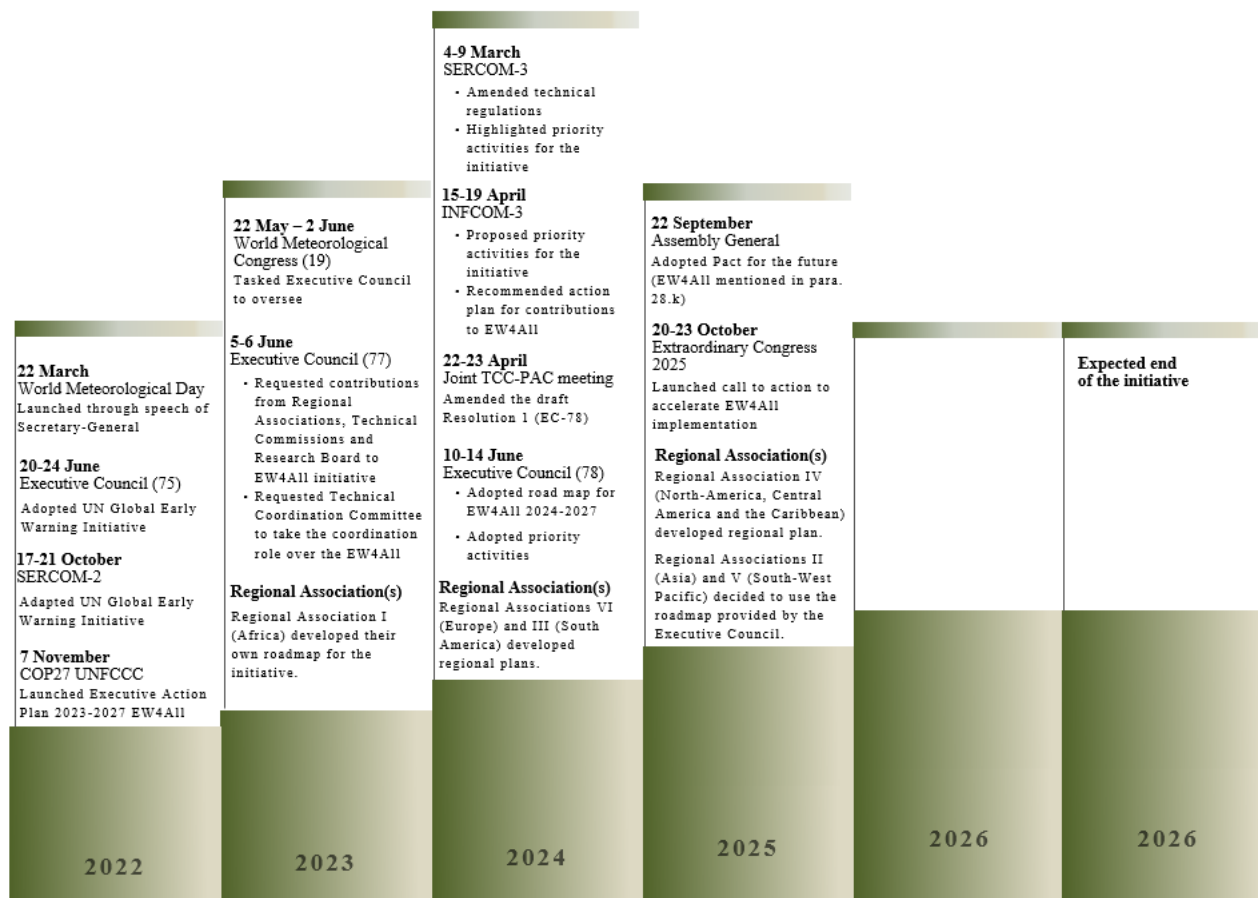 22 March
World Meteorological Day
Launched through speech of
Secretary-General
20-24 June
Executive Council (75)
Adopted UN Global Early
Warning Initiative
17-21 October
SERCOM-2
Adapted UN Global Early
Warning Initiative
7 November
COP27 UNFCCC
Launched Executive Action
Plan 2023-2027 EW4All
2022
22 May – 2 June
World Meteorological
Congress (19)
Tasked Executive Council
to oversee
5-6 June
Executive Council (77)
• Requested contributions
from Regional
Associations, Technical
Commissions and
Research Board to
EW4All initiative
• Requested Technical
Coordination Committee
to take the coordination
role over the EW4All
Regional Association(s)
Regional Association I
(Africa) developed their
own roadmap for the
initiative.
2023
4-9 March
SERCOM-3
• Amended technical
regulations
• Highlighted priority
activities for the
initiative
15-19 April
INFCOM-3
• Proposed priority
activities for the
initiative
• Recommended action
plan for contributions
to EW4All
22-23 April
Joint TCC-PAC meeting
Amended the draft
Resolution 1 (EC-78)
10-14 June
Executive Council (78)
• Adopted road map for
EW4All 2024-2027
• Adopted priority
activities
Regional Association(s)
Regional Associations VI
(Europe) and III (South
America) developed
regional plans.
2024
22 September
Assembly General
Adopted Pact for the future
(EW4All mentioned in para.
28.k)
20-23 October
Extraordinary Congress
2025
Launched call to action to
accelerate EW4All
implementation
Regional Association(s)
Regional Association IV
(North-America, Central
America and the Caribbean)
developed regional plan.
Regional Associations II
(Asia) and V (South-West
Pacific) decided to use the
roadmap provided by the
Executive Council.
2025
2026
Expected end
of the initiative
2026